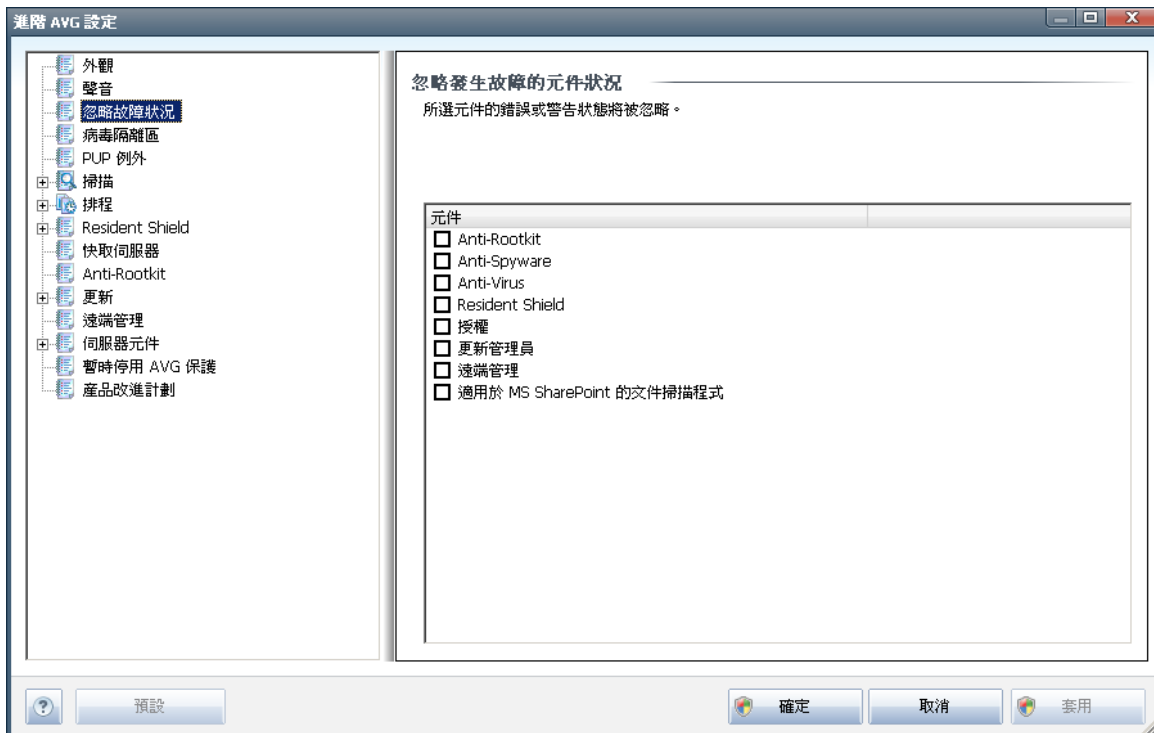 進階 AVG 設定
外觀
聲音
忽略故障狀況
病毒隔離區
PUP 例外
掃描
排程
Resident Shield
快取伺服器
Anti-Rootkit
更新
遠端管理
伺服器元件
暫時停用 AVG 保護
產品改進計劃
忽略發生故障的元件狀況
所選元件的錯誤或警告狀態將被忽略。
元件
Anti-Rootkit
Anti-Spyware
Anti-Virus
Resident Shield
授權
更新管理員
遠端管理
適用於 MS SharePoint 的文件掃描程式
預設
確定
取消
套用